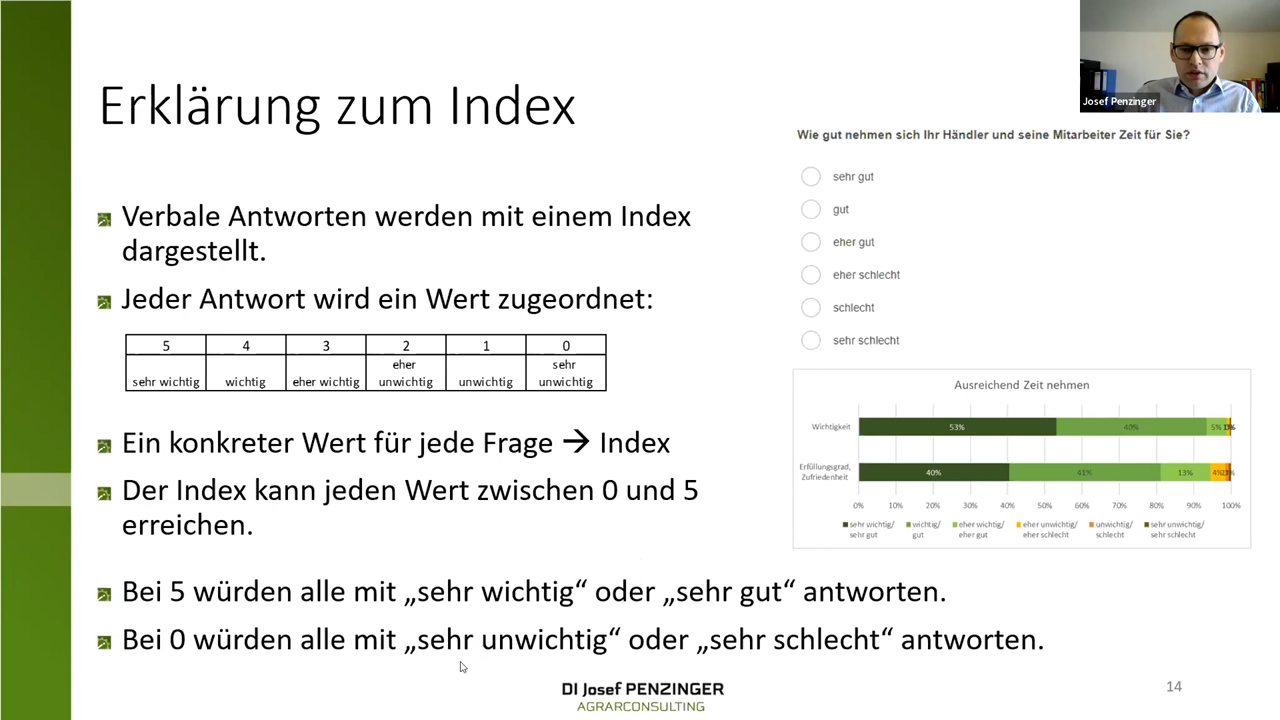 Erklärung zum Index
Josef Penzinger
Verbale Antworten werden mit einem Index
dargestellt.
Jeder Antwort wird ein Wert zugeordnet:
5 4 3 2 1 0
sehr wichtig wichtig eher wichtig eher unwichtig unwichtig sehr unwichtig
Ein konkreter Wert für jede Frage → Index
Der Index kann jeden Wert zwischen 0 und 5
erreichen.
Bei 5 würden alle mit „sehr wichtig“ oder „sehr gut“ antworten.
Bei 0 würden alle mit „sehr unwichtig“ oder „sehr schlecht“ antworten.
Wie gut nehmen sich Ihr Händler und seine Mitarbeiter Zeit für Sie?
sehr gut
gut
eher gut
eher schlecht
schlecht
sehr schlecht
Ausreichend Zeit nehmen
Wichtigkeit 53% 40% 5%
Erfüllungsgrad,
Zufriedenheit 40% 41% 13% 4%
0% 10% 20% 30% 40% 50% 60% 70% 80% 90% 100%
sehr wichtig/ wichtig/ eher wichtig/ eher unwichtig/ unwichtig/ sehr unwichtig/
sehr gut gut eher gut eher schlecht schlecht sehr schlecht
DI Josef PENZINGER
AGRARCONSULTING
14